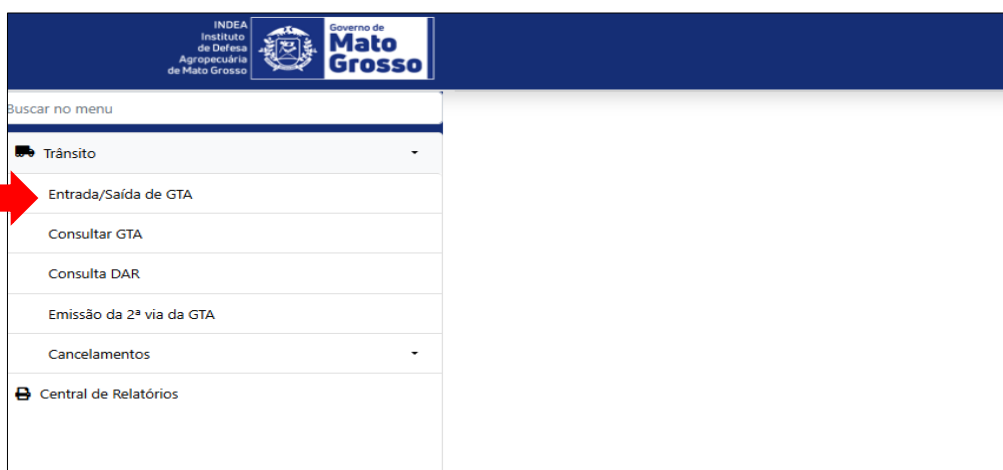 INDEA
Instituto
de Defesa
Agropecuária
de Mato Grosso
Governo de
Mato
Grosso
Buscar no menu
Trânsito
Entrada/Saída de GTA
Consultar GTA
Consulta DAR
Emissão da 2ª via da GTA
Cancelamentos
Central de Relatórios